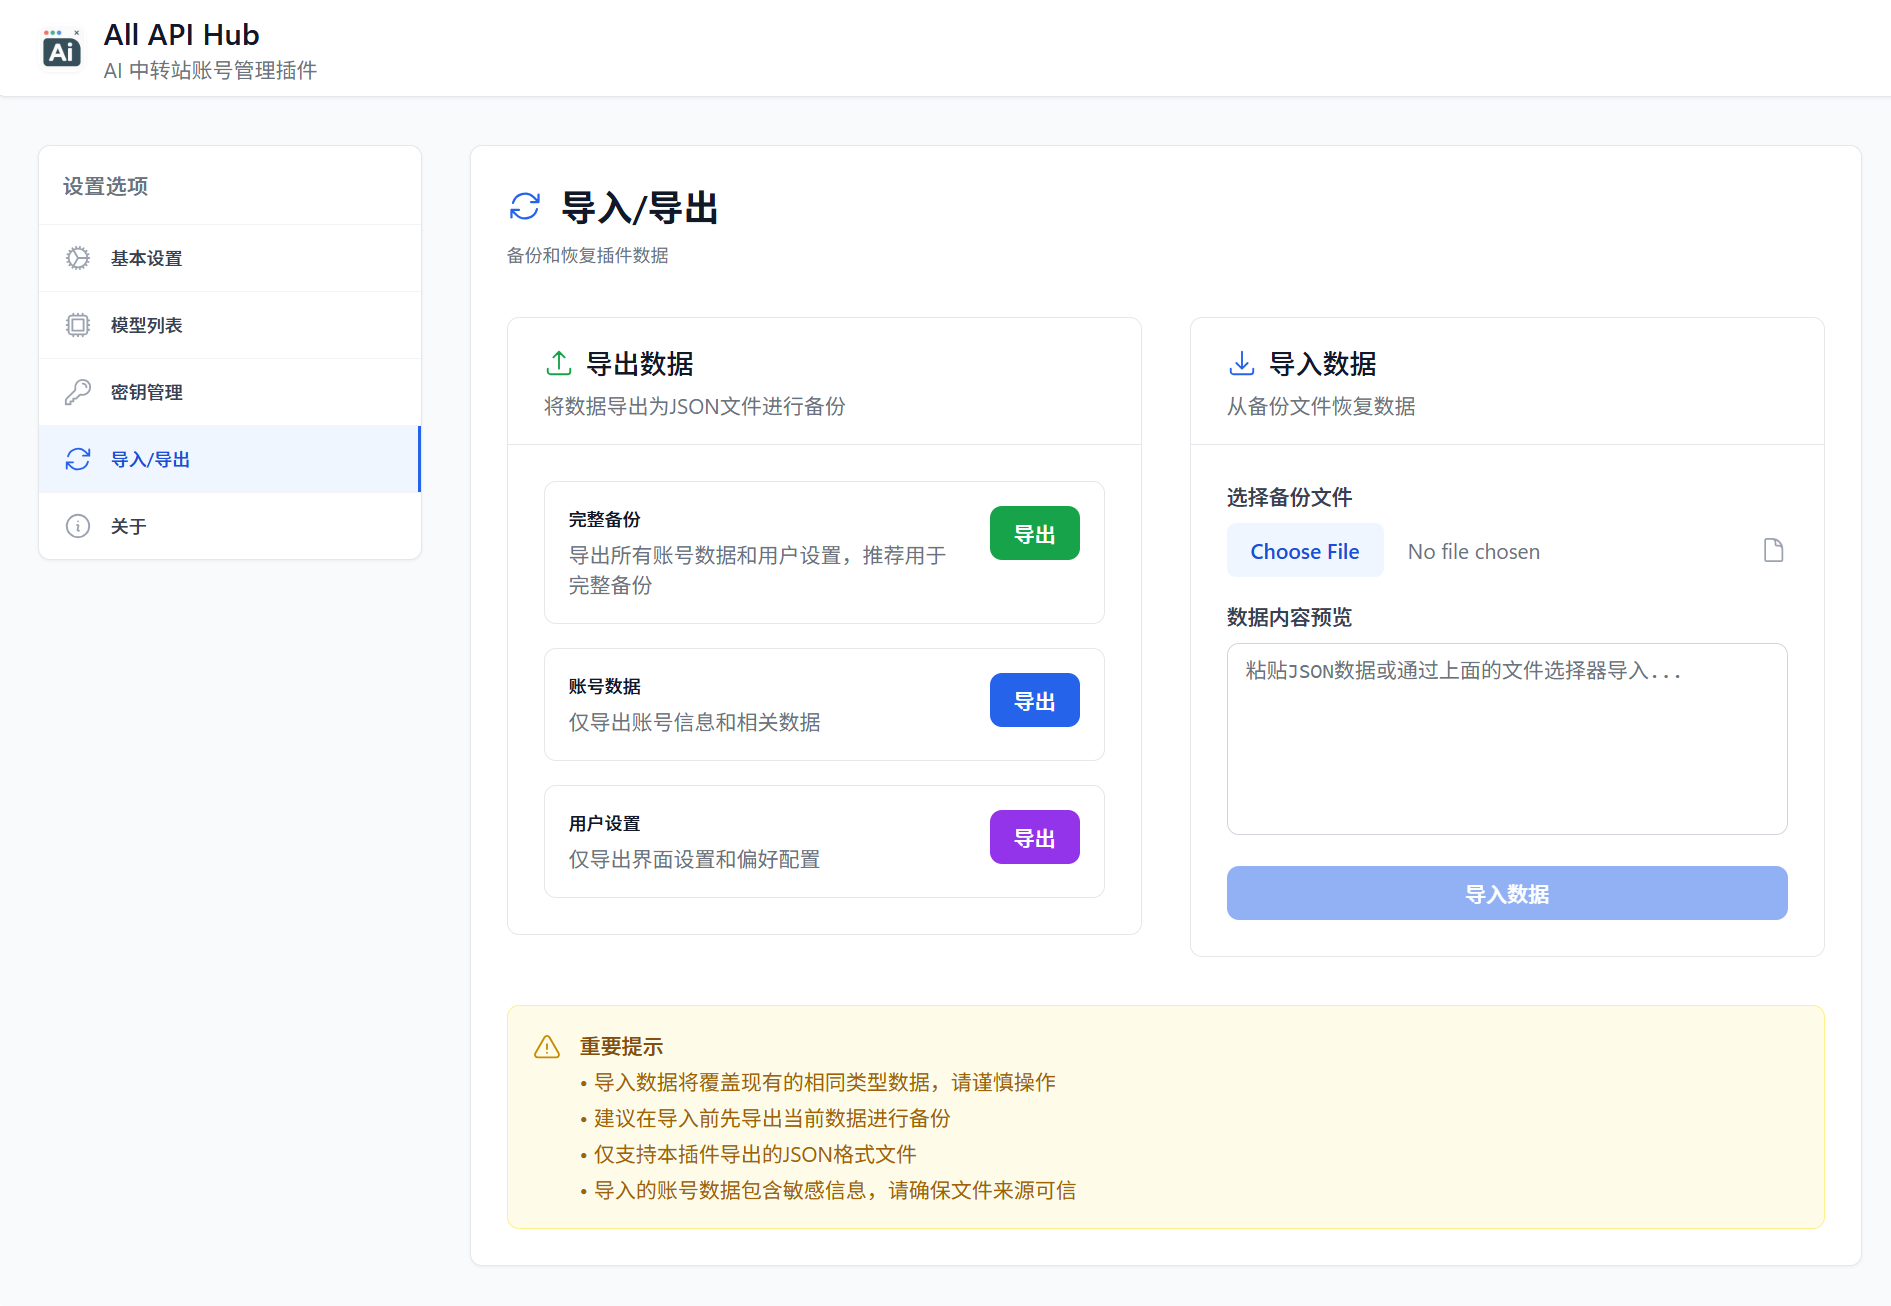 Ai
All API Hub
AI 中转站账号管理插件
设置选项
基本设置
模型列表
密钥管理
导入/导出
关于
导入/导出
备份和恢复插件数据
导出数据
将数据导出为JSON文件进行备份
完整备份
导出所有账号数据和用户设置，推荐用于
完整备份
导出
账号数据
仅导出账号信息和相关数据
导出
用户设置
仅导出界面设置和偏好配置
导出
导入数据
从备份文件恢复数据
选择备份文件
Choose File No file chosen
数据内容预览
粘贴JSON数据或通过上面的文件选择器导入...
导入数据
重要提示
• 导入数据将覆盖现有的相同类型数据，请谨慎操作
• 建议在导入前先导出当前数据进行备份
• 仅支持本插件导出的JSON格式文件
• 导入的账号数据包含敏感信息，请确保文件来源可信